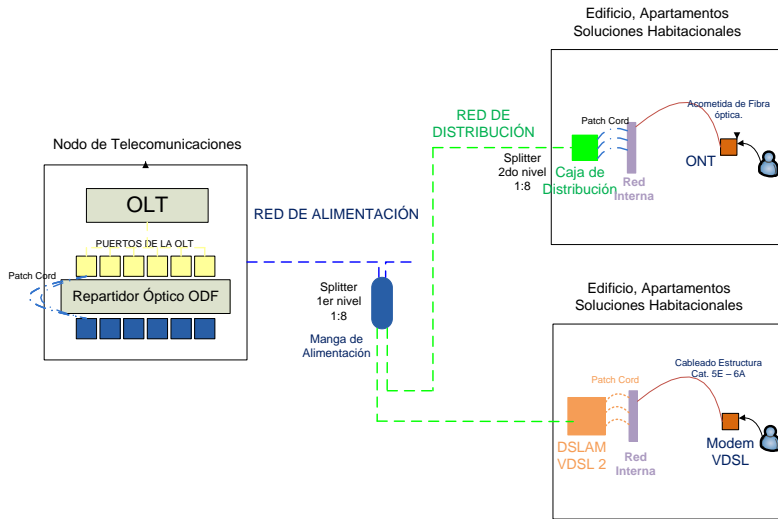 Edificio, Apartamentos
Soluciones Habitacionales
Acometida de Fibra
óptica.
Patch Cord
RED DE
DISTRIBUCIÓN
Splitter
2do nivel
1:8
Caja de
Distribución
Red
Interna
ONT
Nodo de Telecomunicaciones
OLT
PUERTOS DE LA OLT
Patch Cord
Repartidor Óptico ODF
RED DE ALIMENTACIÓN
Splitter
1er nivel
1:8
Manga de
Alimentación
Edificio, Apartamentos
Soluciones Habitacionales
Cableado Estructura
Cat. 5E – 6A
Patch Cord
DSLAM
VDSL 2
Red
Interna
Modem
VDSL